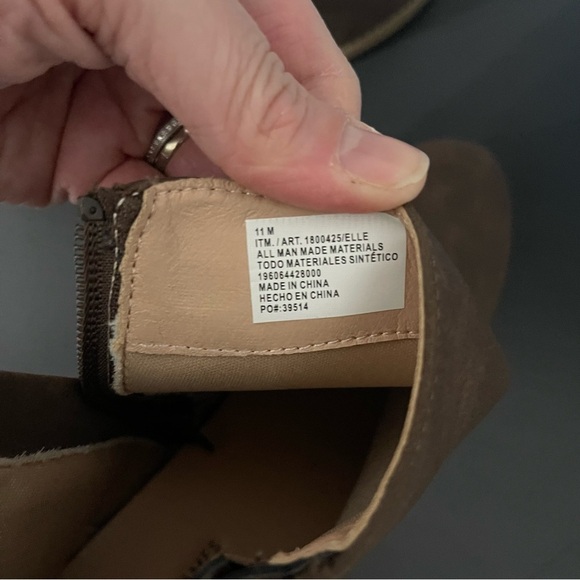 11 M
ITM. / ART. 1800425/ELLE
ALL MAN MADE MATERIALS
TODO MATERIALES SINTÉTICO
196064428000
MADE IN CHINA
HECHO EN CHINA
PO#:39514